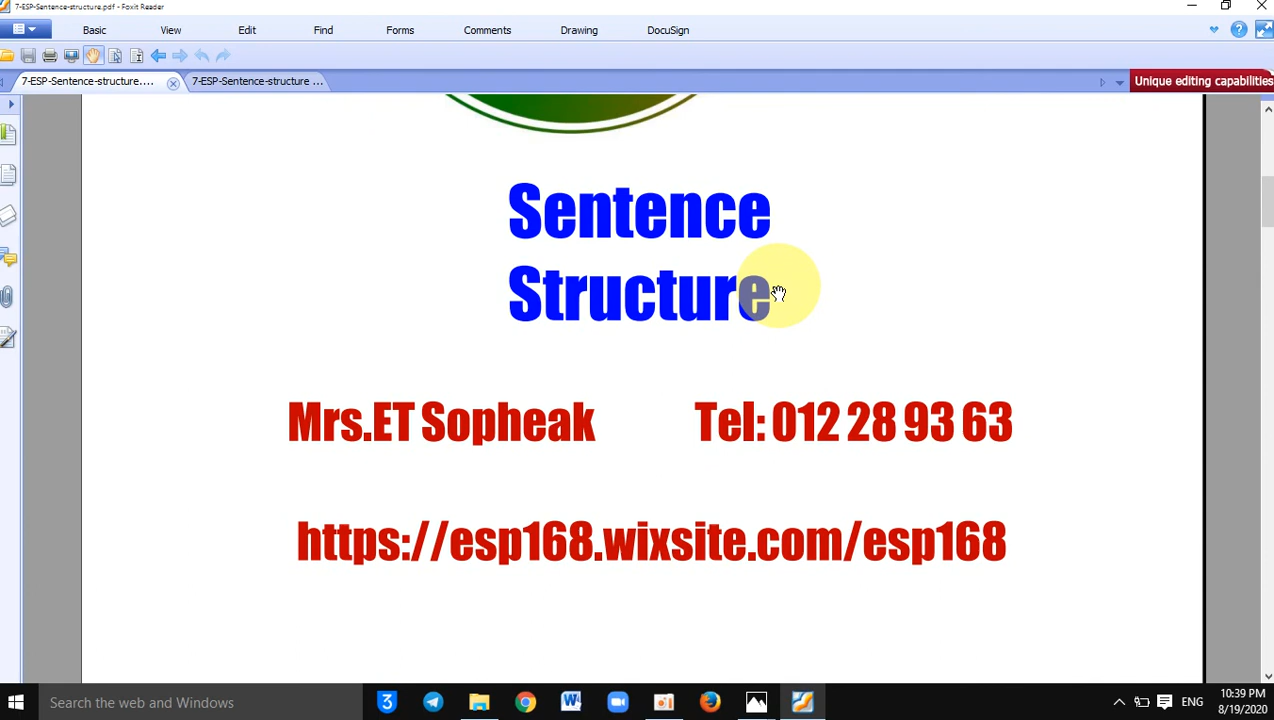 7-ESP-Sentence-structure.pdf - Foxit Reader
Basic View Edit Find Forms Comments Drawing DocuSign
7-ESP-Sentence-structure.... 7-ESP-Sentence-structure ... Unique editing capabilities
Sentence
Structure
Mrs.ET Sopheak Tel: 012 28 93 63
https://esp168.wixsite.com/esp168
Search the web and Windows
ENG
10:39 PM
8/19/2020